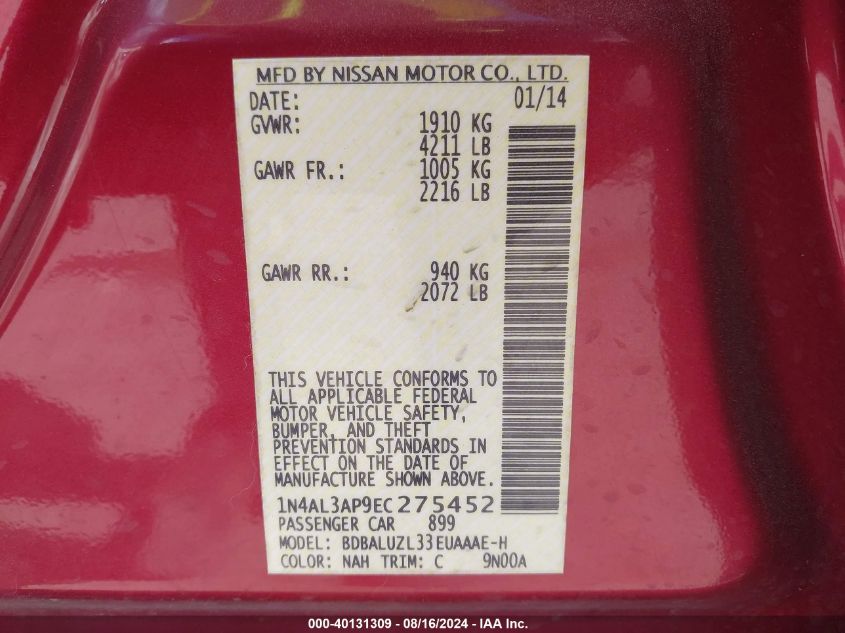 MFD BY NISSAN MOTOR CO., LTD.
DATE: 01/14
GVWR: 1910 KG
4211 LB
GAWR FR.: 1005 KG
2216 LB
GAWR RR.: 940 KG
2072 LB
THIS VEHICLE CONFORMS TO
ALL APPLICABLE FEDERAL
MOTOR VEHICLE SAFETY,
BUMPER, AND THEFT
PREVENTION STANDARDS IN
EFFECT ON THE DATE OF
MANUFACTURE SHOWN ABOVE.
1N4AL3AP9EC275452
PASSENGER CAR 899
MODEL: BDBALUZL33EUAAAE-H
COLOR: NAH TRIM: C 9N00A
000-40131309 - 08/16/2024 - IAA Inc.